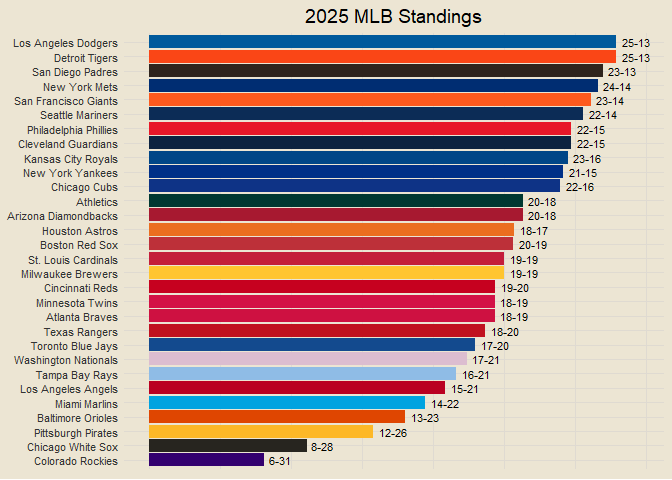 2025 MLB Standings
Los Angeles Dodgers 25-13
Detroit Tigers 25-13
San Diego Padres 23-13
New York Mets 24-14
San Francisco Giants 23-14
Seattle Mariners 22-14
Philadelphia Phillies 22-15
Cleveland Guardians 22-15
Kansas City Royals 23-16
New York Yankees 21-15
Chicago Cubs 22-16
Athletics 20-18
Arizona Diamondbacks 20-18
Houston Astros 18-17
Boston Red Sox 20-19
St. Louis Cardinals 19-19
Milwaukee Brewers 19-19
Cincinnati Reds 19-20
Minnesota Twins 18-19
Atlanta Braves 18-19
Texas Rangers 18-20
Toronto Blue Jays 17-20
Washington Nationals 17-21
Tampa Bay Rays 16-21
Los Angeles Angels 15-21
Miami Marlins 14-22
Baltimore Orioles 13-23
Pittsburgh Pirates 12-26
Chicago White Sox 8-28
Colorado Rockies 6-31